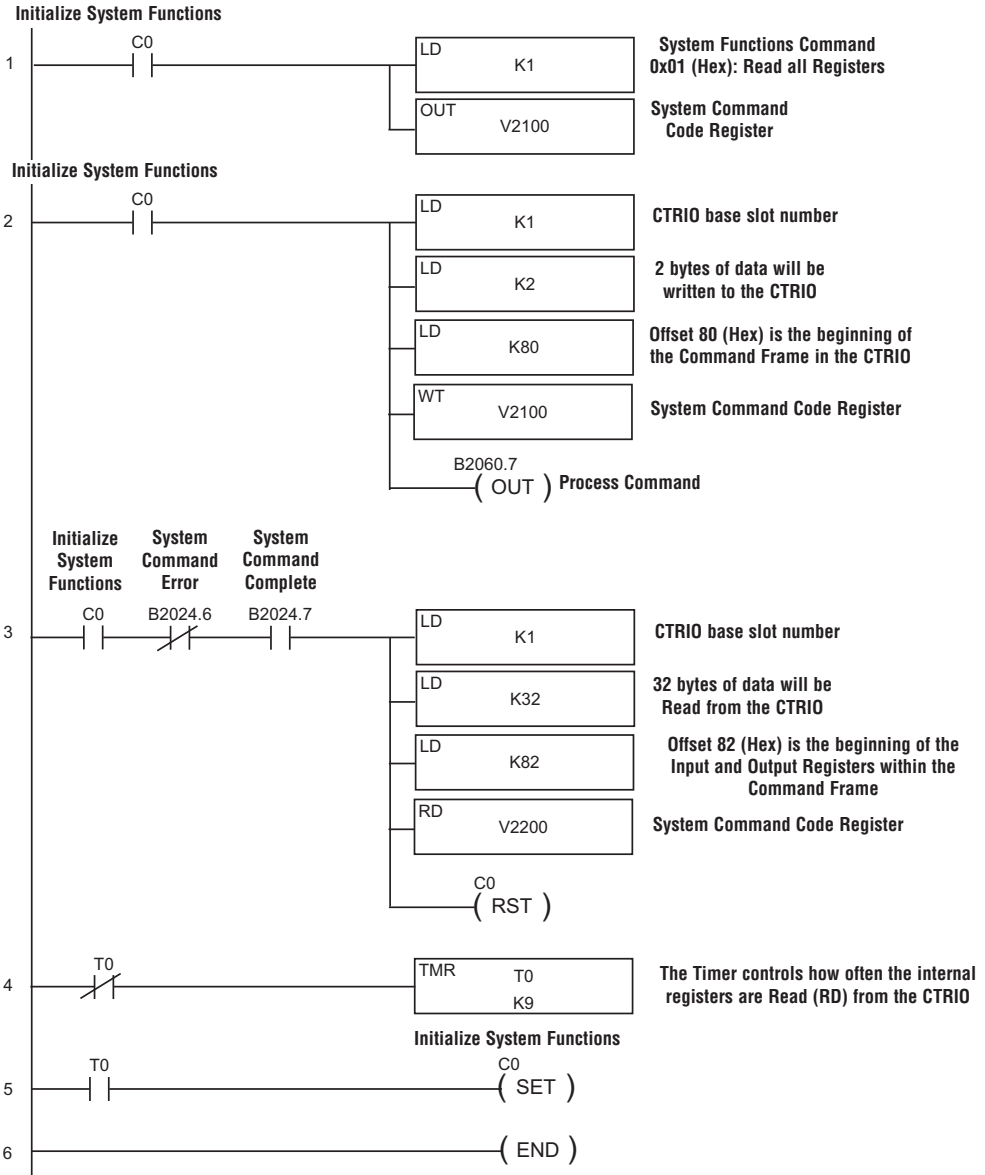 Initialize System Functions
1
C0
LD
K1
System Functions Command
0x01 (Hex): Read all Registers
OUT
V2100
System Command
Code Register
Initialize System Functions
2
C0
LD
K1
CTRIO base slot number
LD
K2
2 bytes of data will be
written to the CTRIO
LD
K80
Offset 80 (Hex) is the beginning of
the Command Frame in the CTRIO
WT
V2100
System Command Code Register
B2060.7
( OUT )
Process Command
Initialize
System
Functions
System
Command
Error
System
Command
Complete
3
C0
B2024.6
B2024.7
LD
K1
CTRIO base slot number
LD
K32
32 bytes of data will be
Read from the CTRIO
LD
K82
Offset 82 (Hex) is the beginning of the
Input and Output Registers within the
Command Frame
RD
V2200
System Command Code Register
C0
( RST )
4
T0
TMR
T0
K9
The Timer controls how often the internal
registers are Read (RD) from the CTRIO
Initialize System Functions
5
T0
C0
( SET )
6
( END )